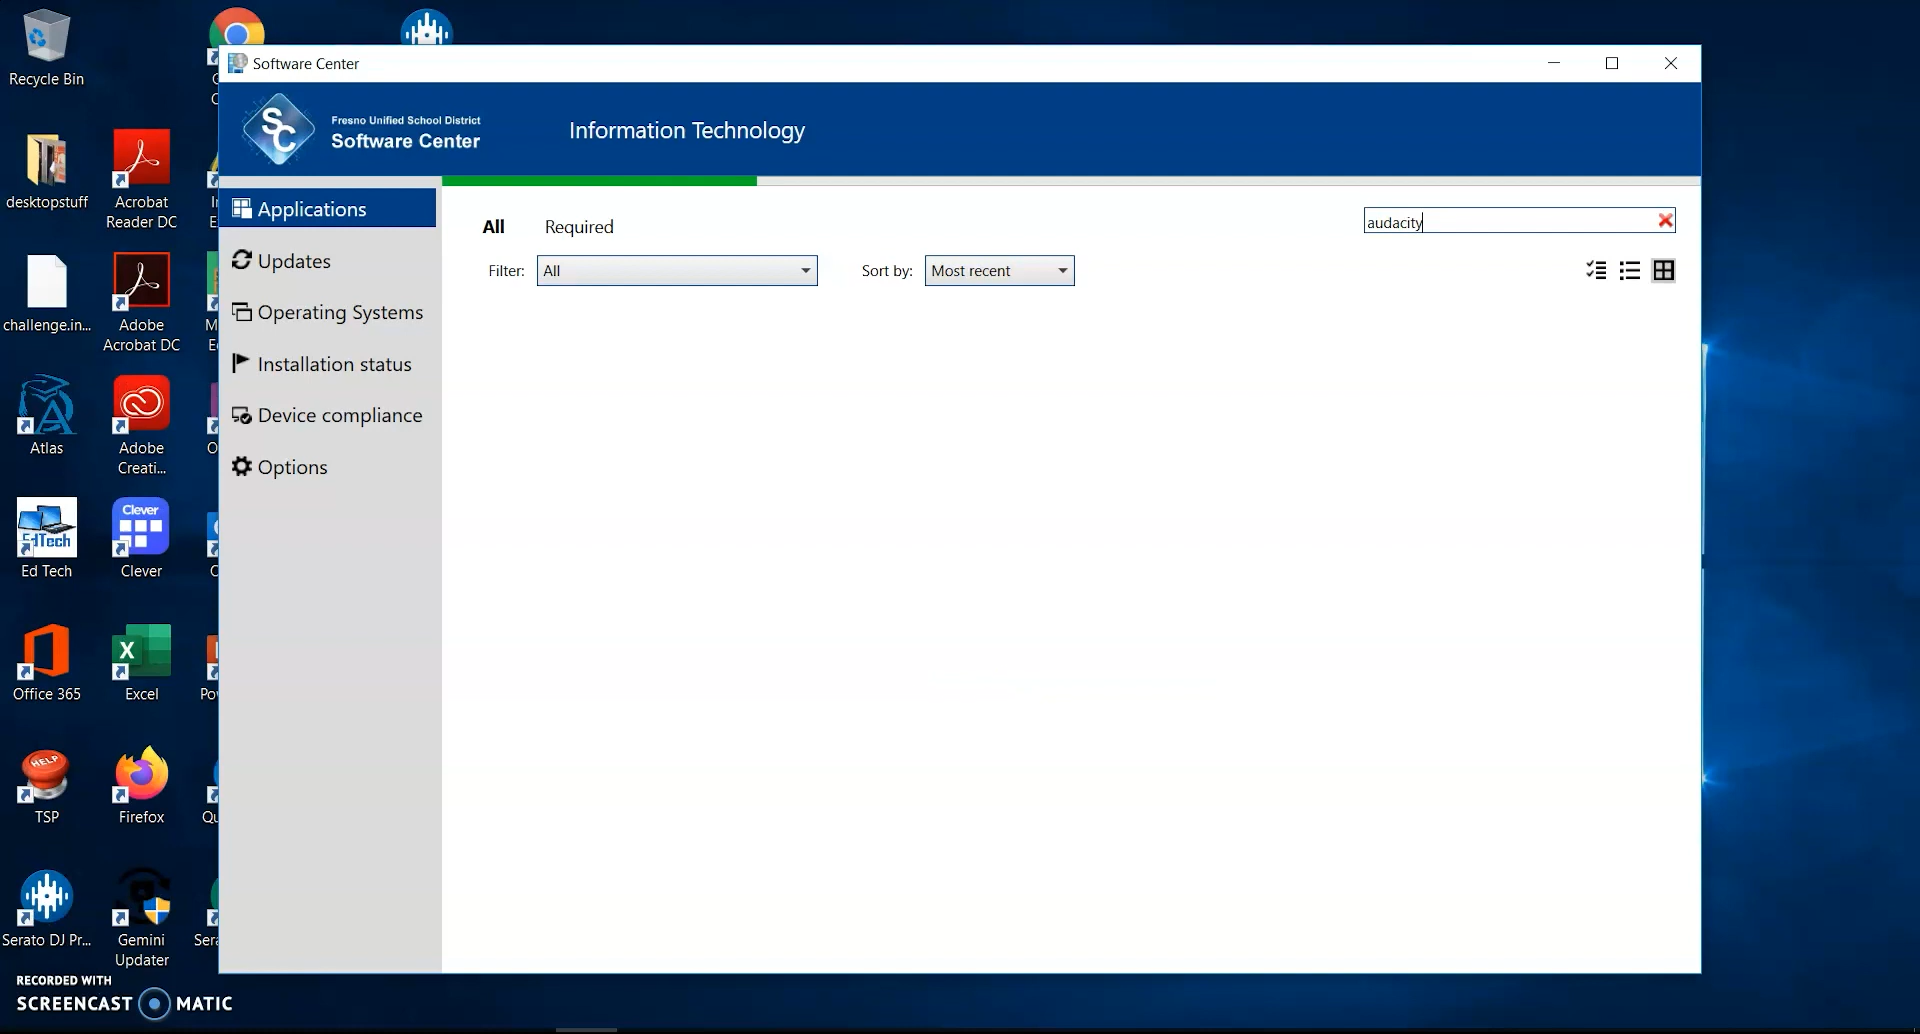 Recycle Bin
Software Center
SC
Fresno Unified School District
Software Center
Information Technology
Applications
Updates
Operating Systems
Installation status
Device compliance
Options
All
Required
audacity
Filter:
All
Sort by:
Most recent
desktopstuff
Acrobat
Reader DC
challenge.in...
Adobe
Acrobat DC
Atlas
Adobe
Creati...
EdTech
Ed Tech
Clever
Clever
Office 365
X
Excel
HELP
TSP
Firefox
Serato DJ Pr...
Gemini
Updater
RECORDED WITH
SCREENCAST MATIC